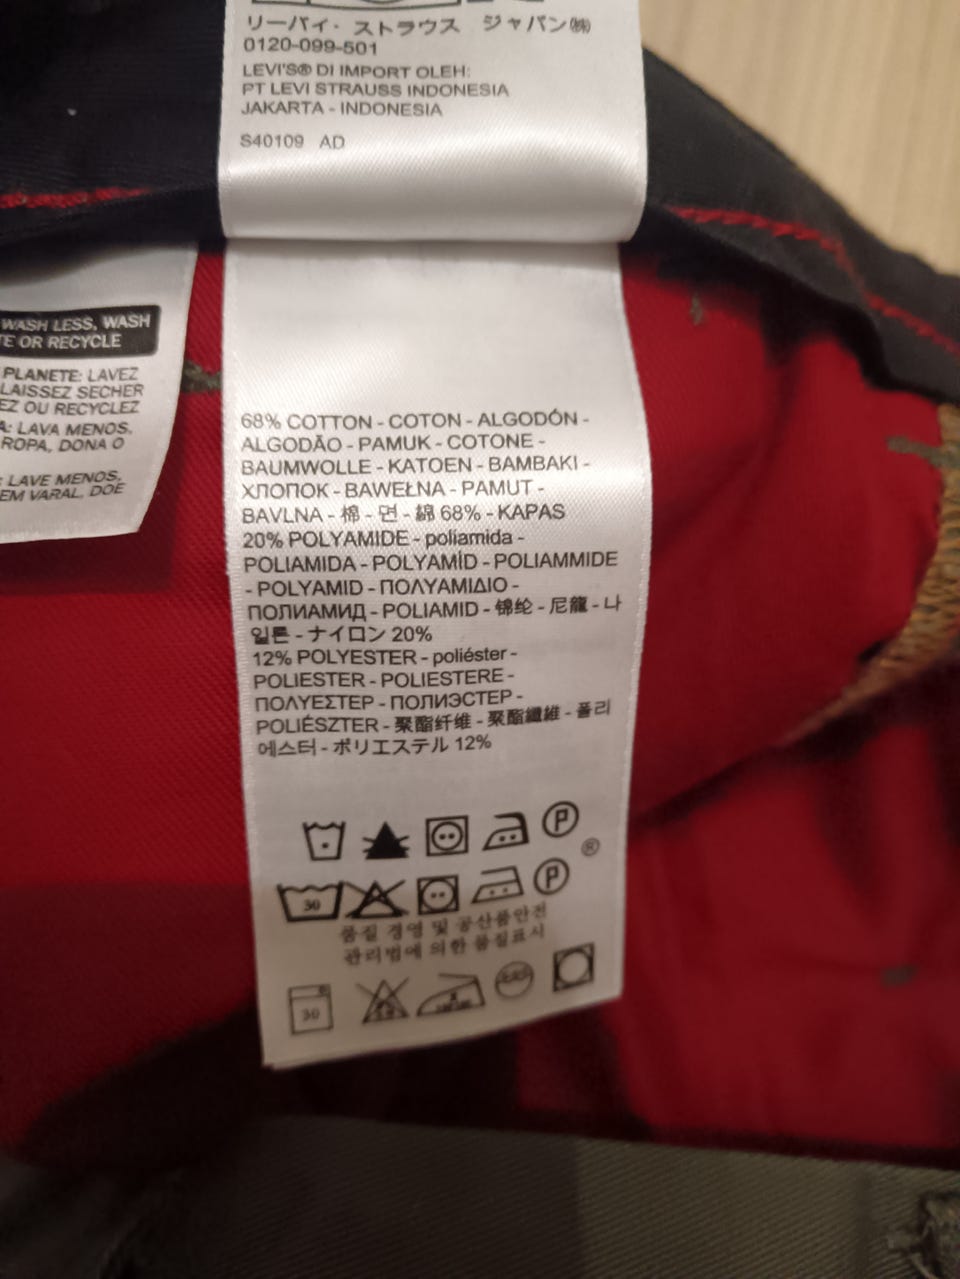 リーバイ・ストラウス ジャパン㈱
0120-099-501
LEVI'S® DI IMPORT OLEH:
PT LEVI STRAUSS INDONESIA
JAKARTA - INDONESIA
S40109 AD
WASH LESS, WASH
TE OR RECYCLE
PLANETE: LAVEZ
LAISSEZ SECHER
EZ OU RECYCLEZ
A: LAVA MENOS,
ROPA, DONA O
: LAVE MENOS,
EM VARAL, DOE
68% COTTON - COTON - ALGODÓN -
ALGODÃO - PAMUK - COTONE -
BAUMWOLLE - KATOEN - BAMBAKI -
ХЛОПОК - BAWEŁNA - PAMUT -
BAVLNA - 棉 - 면 - 綿 68% - KAPAS
20% POLYAMIDE - poliamida -
POLIAMIDA - POLYAMİD - POLIAMMIDE
- POLYAMID - ΠΟΛΥΑΜΙΔΙΟ -
ПОЛИАМИД - POLIAMID - 锦纶 - 尼龍 - 나
일론 - ナイロン 20%
12% POLYESTER - poliéster -
POLIESTER - POLIESTERE -
ΠΟΛΥΕΣΤΕΡ - ПОЛИЭСТЕР -
POLIÉSZTER - 聚酯纤维 - 聚酯纖維 - 폴리
에스터 - ポリエステル 12%
P
®
30 P
품질 경영 및 공산품안전
관리법에 의한 품질표시
30